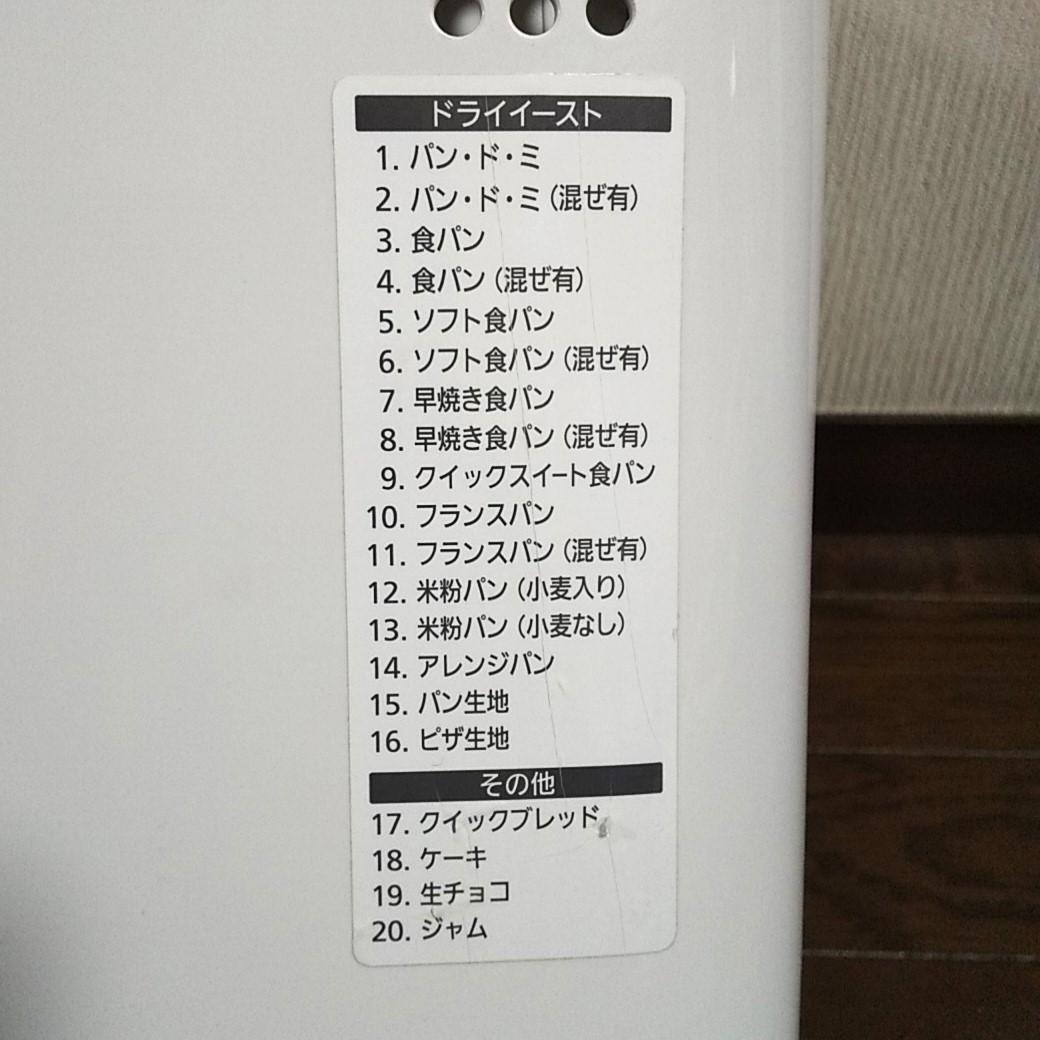 ドライイースト
1. パン・ド・ミ
2. パン・ド・ミ（混ぜ有）
3. 食パン
4. 食パン（混ぜ有）
5. ソフト食パン
6. ソフト食パン（混ぜ有）
7. 早焼き食パン
8. 早焼き食パン（混ぜ有）
9. クイックスイート食パン
10. フランスパン
11. フランスパン（混ぜ有）
12. 米粉パン（小麦入り）
13. 米粉パン（小麦なし）
14. アレンジパン
15. パン生地
16. ピザ生地
その他
17. クイックブレッド
18. ケーキ
19. 生チョコ
20. ジャム